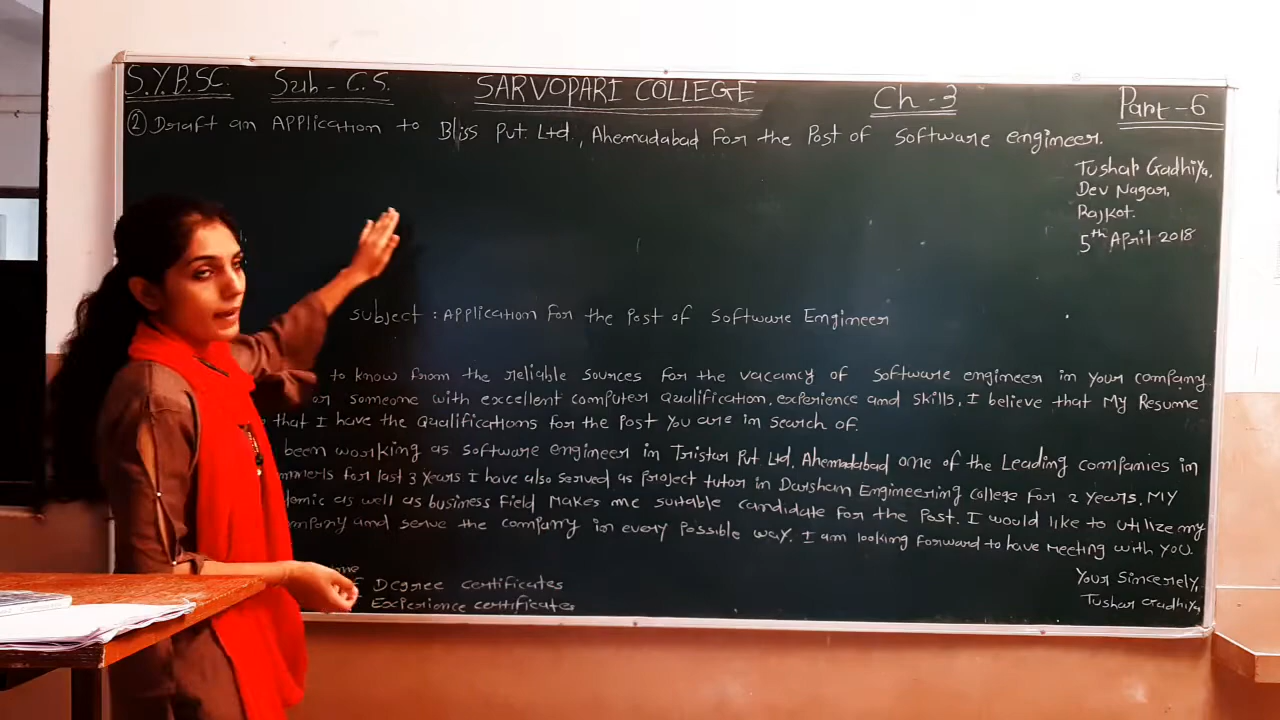 S.Y.B.SC. Sub - C.S. SARVOPARI COLLEGE Ch-3 Part-6
② Draft an Application to Bliss Pvt. Ltd., Ahemadabad For the Post of Software engineer.
Tushar Gadhiya,
Dev Nagar,
Rajkot.
5th April 2018
Subject : Application for the Post of Software Engineer
to know from the reliable sources for the vacancy of software engineer in your company
or someone with excellent computer qualification, experience and skills, I believe that My Resume
that I have the qualifications for the post you are in search of.
been working as software engineer in Tristar Pvt. Ltd, Ahemadabad one of the Leading companies in
for last 3 years I have also served as project tutor in Darshan Engineering college for 2 years. My
as well as business field makes me suitable candidate for the post. I would like to utilize my
and serve the company in every possible way. I am looking forward to have meeting with you.
Degree certificates
Experience certificates
Your Sincerely,
Tushar Gadhiya